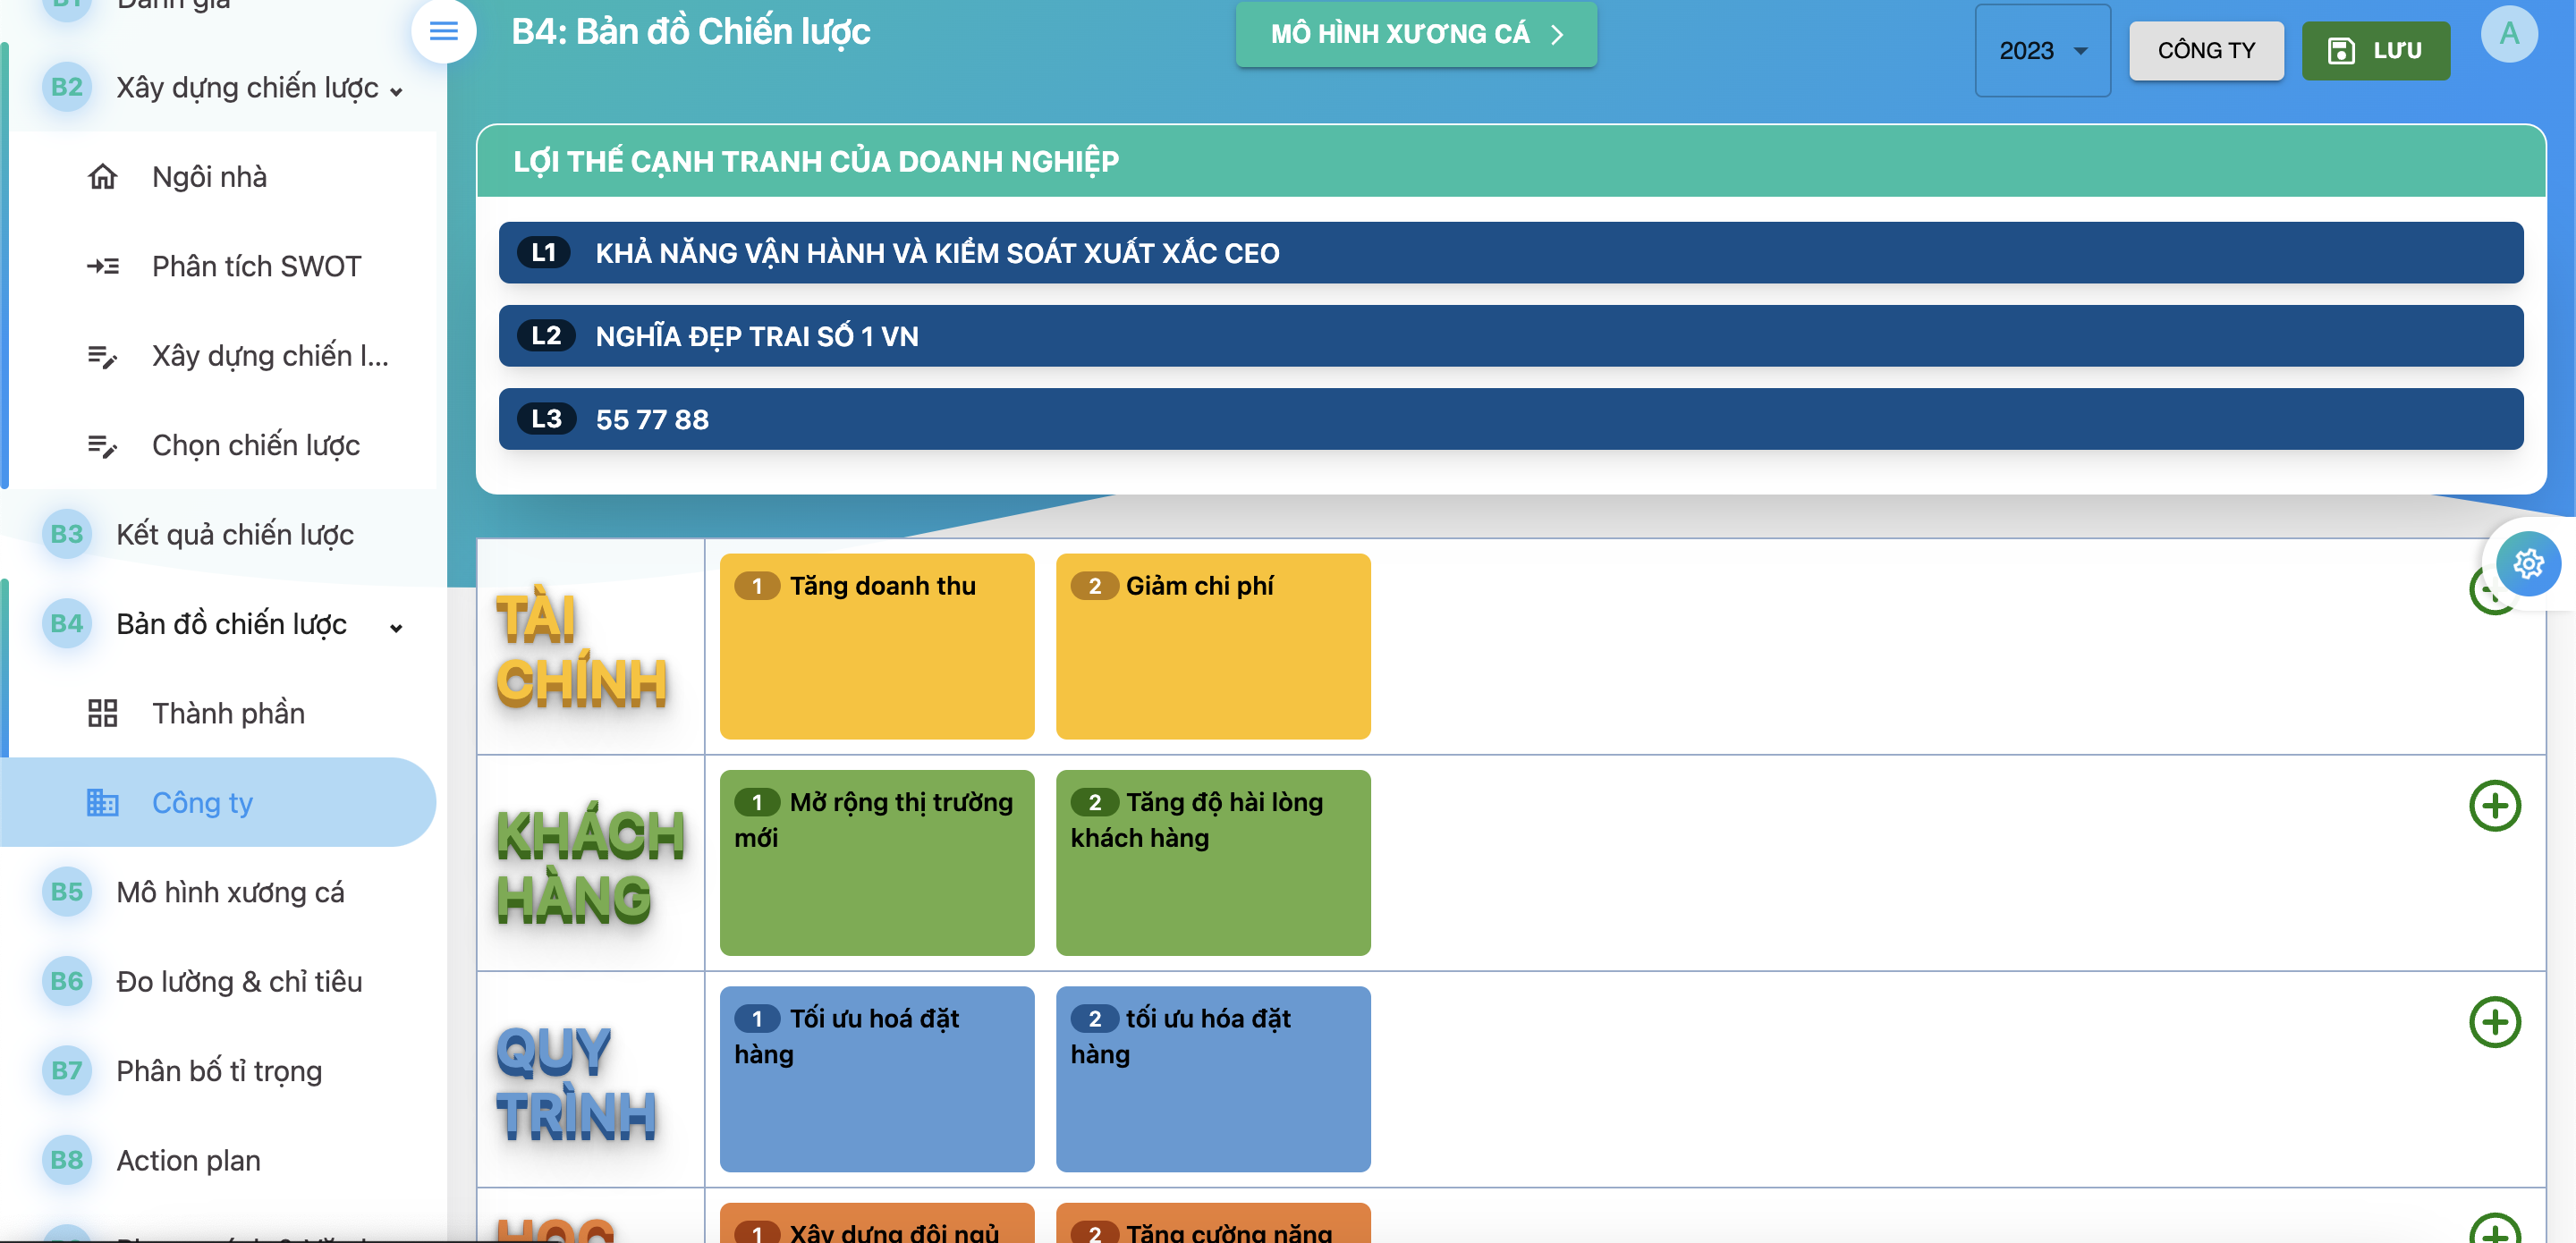 B1 Đánh giá
B2 Xây dựng chiến lược
Ngôi nhà
Phân tích SWOT
Xây dựng chiến l...
Chọn chiến lược
B3 Kết quả chiến lược
B4 Bản đồ chiến lược
Thành phần
Công ty
B5 Mô hình xương cá
B6 Đo lường & chỉ tiêu
B7 Phân bổ tỉ trọng
B8 Action plan
B4: Bản đồ Chiến lược
MÔ HÌNH XƯƠNG CÁ
2023
CÔNG TY
LƯU
A
LỢI THẾ CẠNH TRANH CỦA DOANH NGHIỆP
L1 KHẢ NĂNG VẬN HÀNH VÀ KIỂM SOÁT XUẤT XẮC CEO
L2 NGHĨA ĐẸP TRAI SỐ 1 VN
L3 55 77 88
TÀI
CHÍNH
1 Tăng doanh thu
2 Giảm chi phí
KHÁCH
HÀNG
1 Mở rộng thị trường
mới
2 Tăng độ hài lòng
khách hàng
QUY
TRÌNH
1 Tối ưu hoá đặt
hàng
2 tối ưu hóa đặt
hàng
HỌC
1 Xây dựng đội ngũ
2 Tăng cường năng